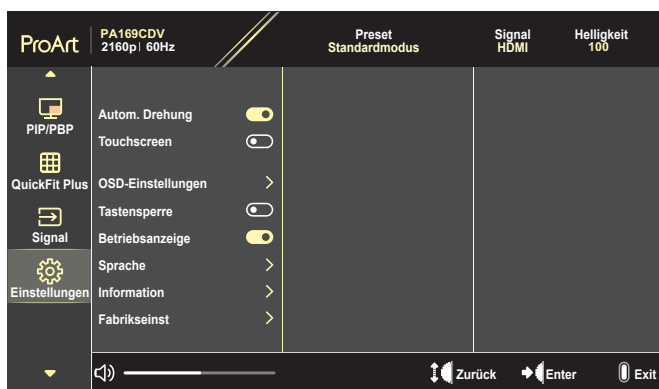 ProArt
PA169CDV
2160p 60Hz
Preset
Standardmodus
Signal
HDMI
Helligkeit
100
PIP/PBP
QuickFit Plus
Signal
Einstellungen
Autom. Drehung
Touchscreen
OSD-Einstellungen
Tastensperre
Betriebsanzeige
Sprache
Information
Fabrikseinst
Zurück
Enter
Exit